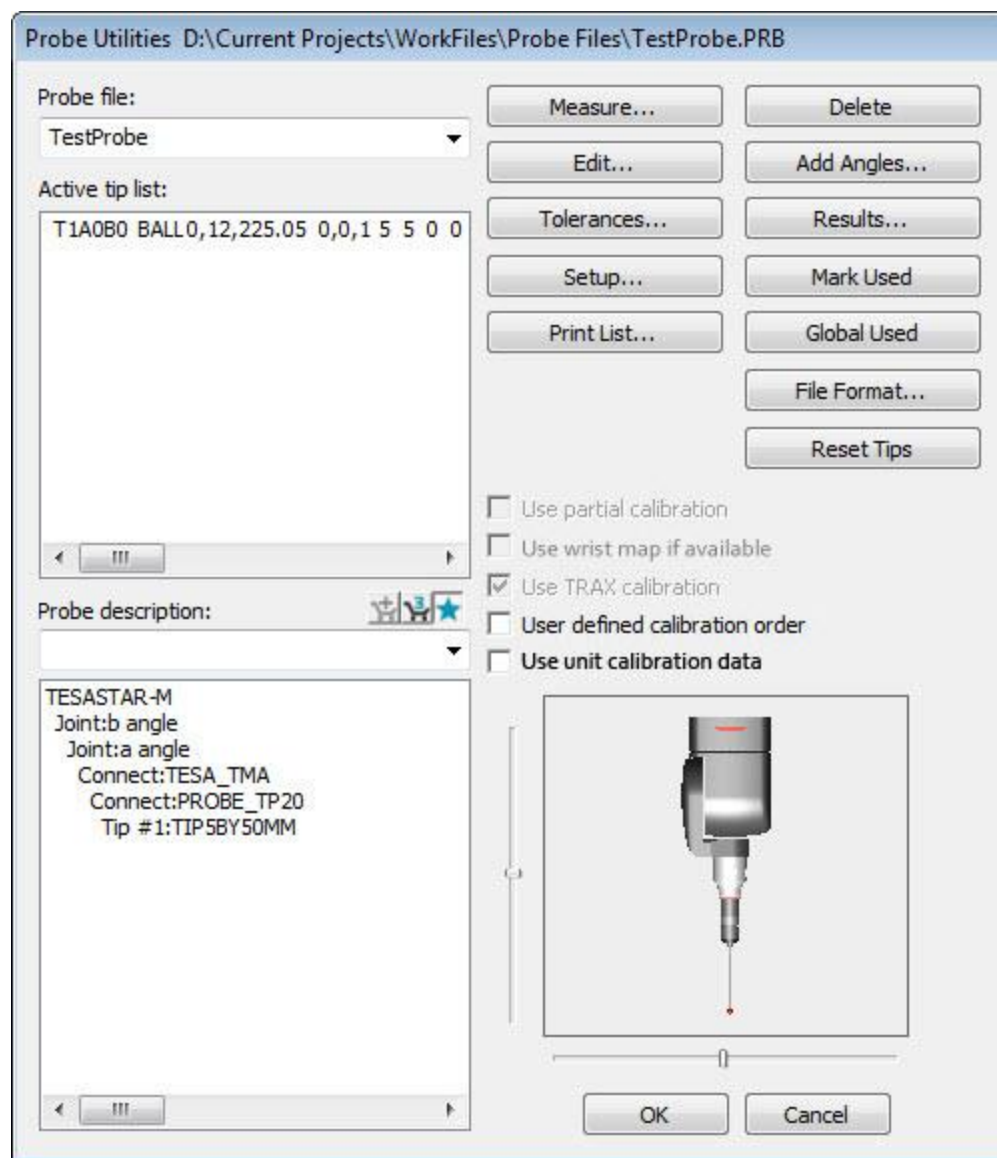 Probe Utilities D:\Current Projects\WorkFiles\Probe Files\TestProbe.PRB
Probe file:
TestProbe
Active tip list:
T1A0B0 BALL0,12,225.05 0,0,1 5 5 0 0
Measure...
Delete
Edit...
Add Angles...
Tolerances...
Results...
Setup...
Mark Used
Print List...
Global Used
File Format...
Reset Tips
Use partial calibration
Use wrist map if available
Use TRAX calibration
User defined calibration order
Use unit calibration data
Probe description:
3
TESASTAR-M
Joint:b angle
Joint:a angle
Connect:TESA_TMA
Connect:PROBE_TP20
Tip #1:TIP5BY50MM
OK
Cancel